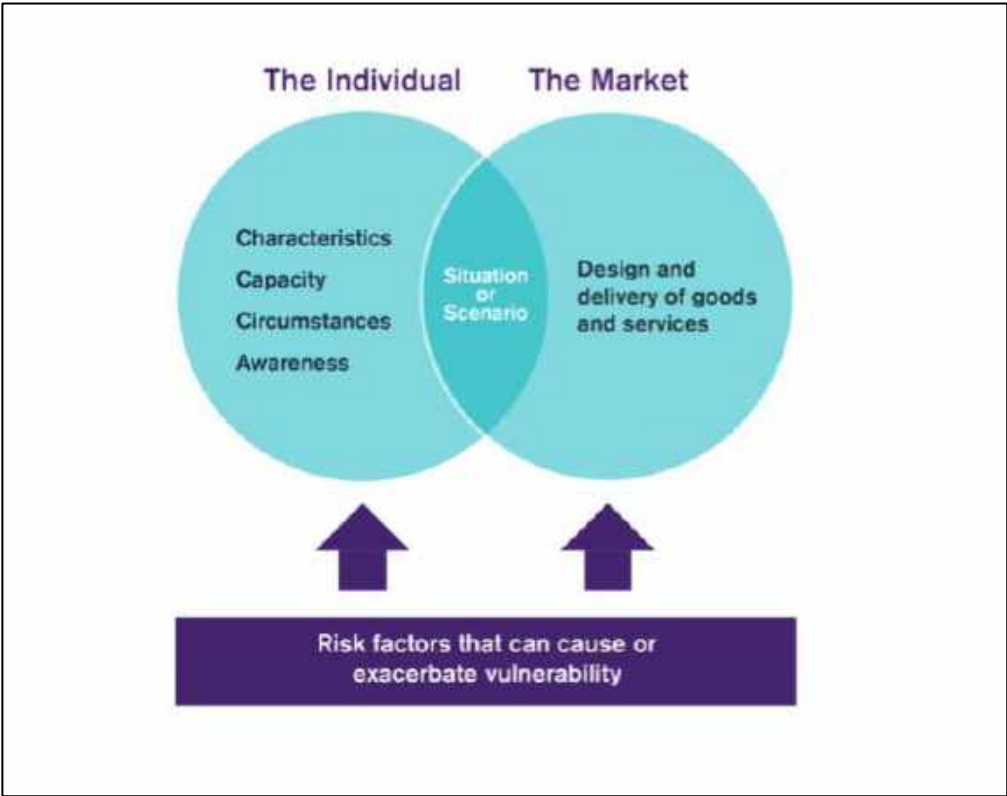 The Individual
The Market
Characteristics
Capacity
Circumstances
Awareness
Situation
or
Scenario
Design and
delivery of goods
and services
Risk factors that can cause or
exacerbate vulnerability